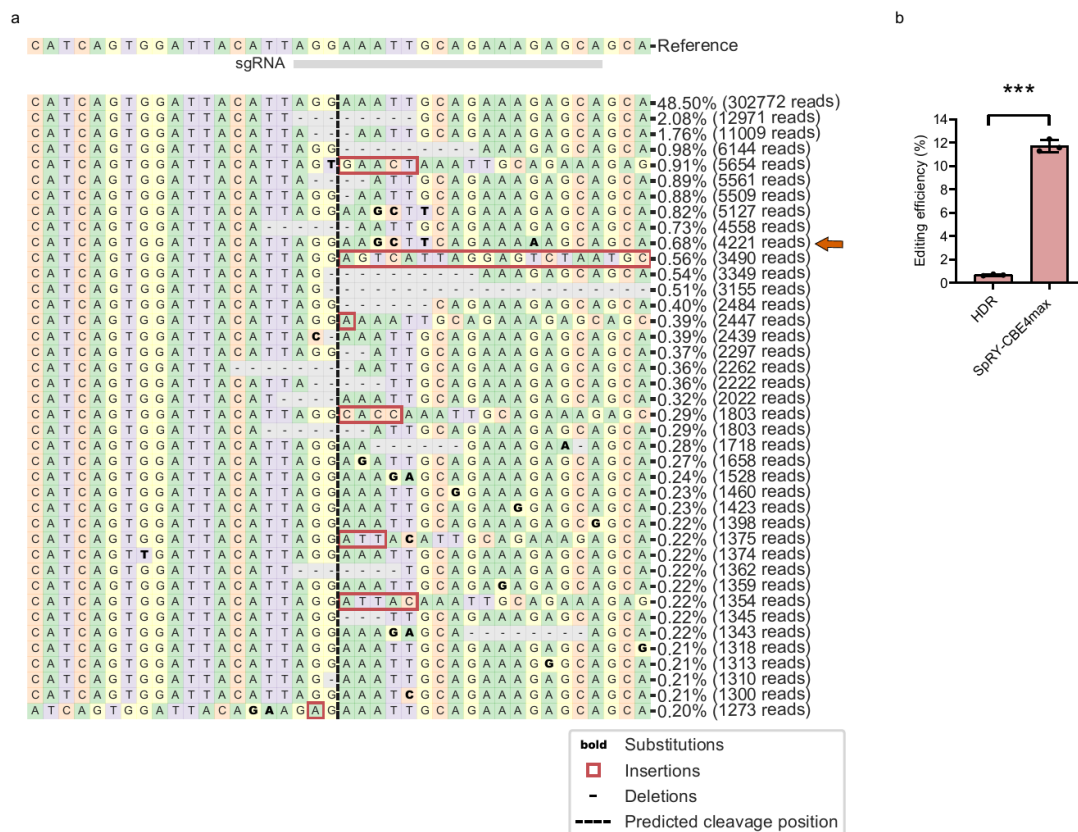 a
C A T C A G T G G A T T A C A T T A G G A A A T T G C A G A A A G A G C A G C A Reference
sgRNA
C A T C A G T G G A T T A C A T T A G G A A A T T G C A G A A A G A G C A G C A 48.50% (302772 reads)
C A T C A G T G G A T T A C A T T - - - - - - - - G C A G A A A G A G C A G C A 2.08% (12971 reads)
C A T C A G T G G A T T A C A T T A - - - A A T T G C A G A A A G A G C A G C A 1.76% (11009 reads)
C A T C A G T G G A T T A C A T T A G G - - - - - - - - - A A A G A G C A G C A 0.98% (6144 reads)
C A T C A G T G G A T T A C A T T A G T G A A C T A A A T T G C A G A A A G A G 0.91% (5654 reads)
C A T C A G T G G A T T A C A T T A - - - - A T T G C A G A A A G A G C A G C A 0.89% (5561 reads)
C A T C A G T G G A T T A C A T T A G G - A A T T G C A G A A A G A G C A G C A 0.88% (5509 reads)
C A T C A G T G G A T T A C A T T A G G A A G C T T C A G A A A G A G C A G C A 0.82% (5127 reads)
C A T C A G T G G A T T A C A T T - - - - A A T T G C A G A A A G A G C A G C A 0.73% (4558 reads)
C A T C A G T G G A T T A C A T T A G G A A G C T T C A G A A A A A G C A G C A 0.68% (4221 reads)
C A T C A G T G G A T T A C A T T A G G A G T C A T T A G G A G T C T A A T G C 0.56% (3490 reads)
C A T C A G T G G A T T A C A T T A G - - - - - - - - - - A A A G A G C A G C A 0.54% (3349 reads)
C A T C A G T G G A T T A C A T T A G - - - - - - - - - - - - - - - - - - G C A 0.51% (3155 reads)
C A T C A G T G G A T T A C A T T A G G - - - - - - C A G A A A G A G C A G C A 0.40% (2484 reads)
C A T C A G T G G A T T A C A T T A G G A A A A T T G C A G A A A G A G C A G C 0.39% (2447 reads)
C A T C A G T G G A T T A C A T T A C - A A A T T G C A G A A A G A G C A G C A 0.39% (2439 reads)
C A T C A G T G G A T T A C A T T A G G - - A T T G C A G A A A G A G C A G C A 0.37% (2297 reads)
C A T C A G T G G A T T A - - - - - - - - A A T T G C A G A A A G A G C A G C A 0.36% (2262 reads)
C A T C A G T G G A T T A C A T T A - - - - - T T G C A G A A A G A G C A G C A 0.36% (2222 reads)
C A T C A G T G G A T T A C A T T - - - A A A T T G C A G A A A G A G C A G C A 0.32% (2022 reads)
C A T C A G T G G A T T A C A T T A G G C A C C A A A T T G C A G A A A G A G C 0.29% (1803 reads)
C A T C A G T G G A T T A C A - - - - - - - A T T G C A G A A A G A G C A G C A 0.29% (1803 reads)
C A T C A G T G G A T T A C A T T A G G A A - - - - - - G A A A G A A - A G C A 0.28% (1718 reads)
C A T C A G T G G A T T A C A T T A G G A G A T T G C A G A A A G A G C A G C A 0.27% (1658 reads)
C A T C A G T G G A T T A C A T T A G G A A A G A G C A G A A A G A G C A G C A 0.24% (1528 reads)
C A T C A G T G G A T T A C A T T A G G A A A T T G C G G A A A G A G C A G C A 0.23% (1460 reads)
C A T C A G T G G A T T A C A T T A G G A A A T T G C A G A A G G A G C A G C A 0.23% (1423 reads)
C A T C A G T G G A T T A C A T T A G G A A A T T G C A G A A A G A G C G G C A 0.22% (1398 reads)
C A T C A G T G G A T T A C A T T A G G A T T A C A T T G C A G A A A G A G C A 0.22% (1375 reads)
C A T C A G T T G A T T A C A T T A G G A A A T T G C A G A A A G A G C A G C A 0.22% (1374 reads)
C A T C A G T G G A T T A C A T T - - - - - - - T G C A G A A A G A G C A G C A 0.22% (1362 reads)
C A T C A G T G G A T T A C A T T A G G A A A T T G C A G A G A G A G C A G C A 0.22% (1359 reads)
C A T C A G T G G A T T A C A T T A G G A T T A C A A A T T G C A G A A A G A G 0.22% (1354 reads)
C A T C A G T G G A T T A C A T T A G G - - - T T G C A G A A A G A G C A G C A 0.22% (1345 reads)
C A T C A G T G G A T T A C A T T A G G A A A G A G C A - - - - - - - - A G C A 0.22% (1343 reads)
C A T C A G T G G A T T A C A T T A G G A A A T T G C A G A A A G A G C A G C G 0.21% (1318 reads)
C A T C A G T G G A T T A C A T T A G G A A A T T G C A G A A A G G G C A G C A 0.21% (1313 reads)
C A T C A G T G G A T T A C A T T A G - A A A T T G C A G A A A G A G C A G C A 0.21% (1310 reads)
C A T C A G T G G A T T A C A T T A G G A A A T C G C A G A A A G A G C A G C A 0.21% (1300 reads)
A T C A G T G G A T T A C A G A A G A G A A A T T G C A G A A A G A G C A G C A 0.20% (1273 reads)
bold Substitutions
Insertions
- Deletions
Predicted cleavage position
b
***
14
12
10
8
6
4
2
0
Editing efficiency (%)
HDR
SpRY-CBE4max